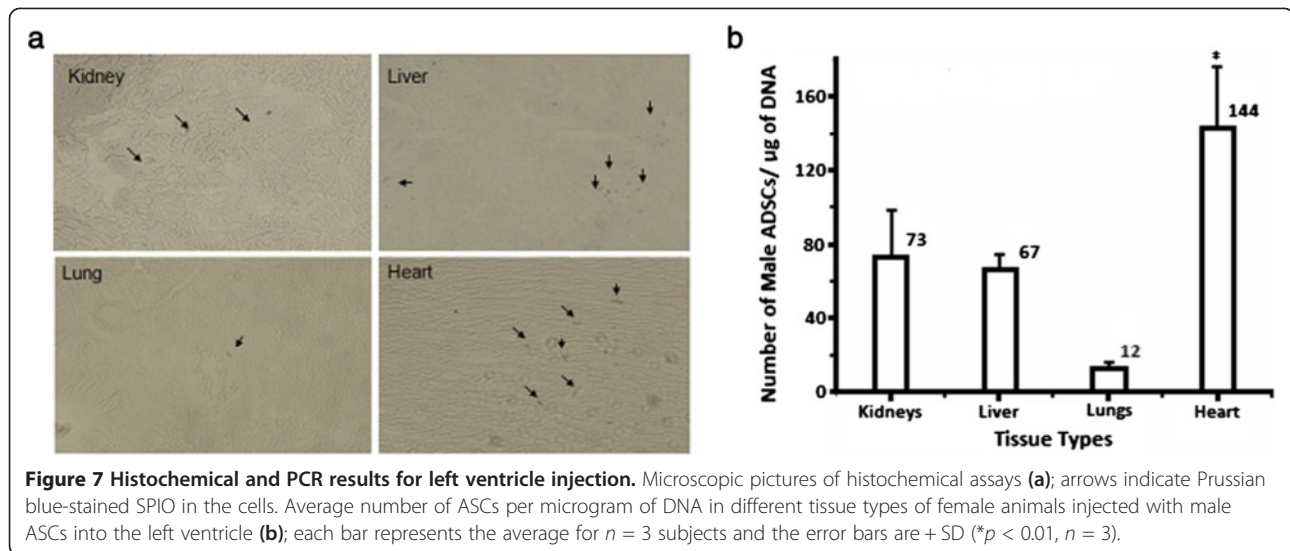 a
Kidney
Liver
Lung
Heart
b
Number of Male ADSCs/ µg of DNA
160
120
80
40
0
73
67
12
*
144
Kidneys
Liver
Lungs
Heart
Tissue Types
Figure 7 Histochemical and PCR results for left ventricle injection. Microscopic pictures of histochemical assays (a); arrows indicate Prussian
blue-stained SPIO in the cells. Average number of ASCs per microgram of DNA in different tissue types of female animals injected with male
ASCs into the left ventricle (b); each bar represents the average for n = 3 subjects and the error bars are + SD (*p < 0.01, n = 3).